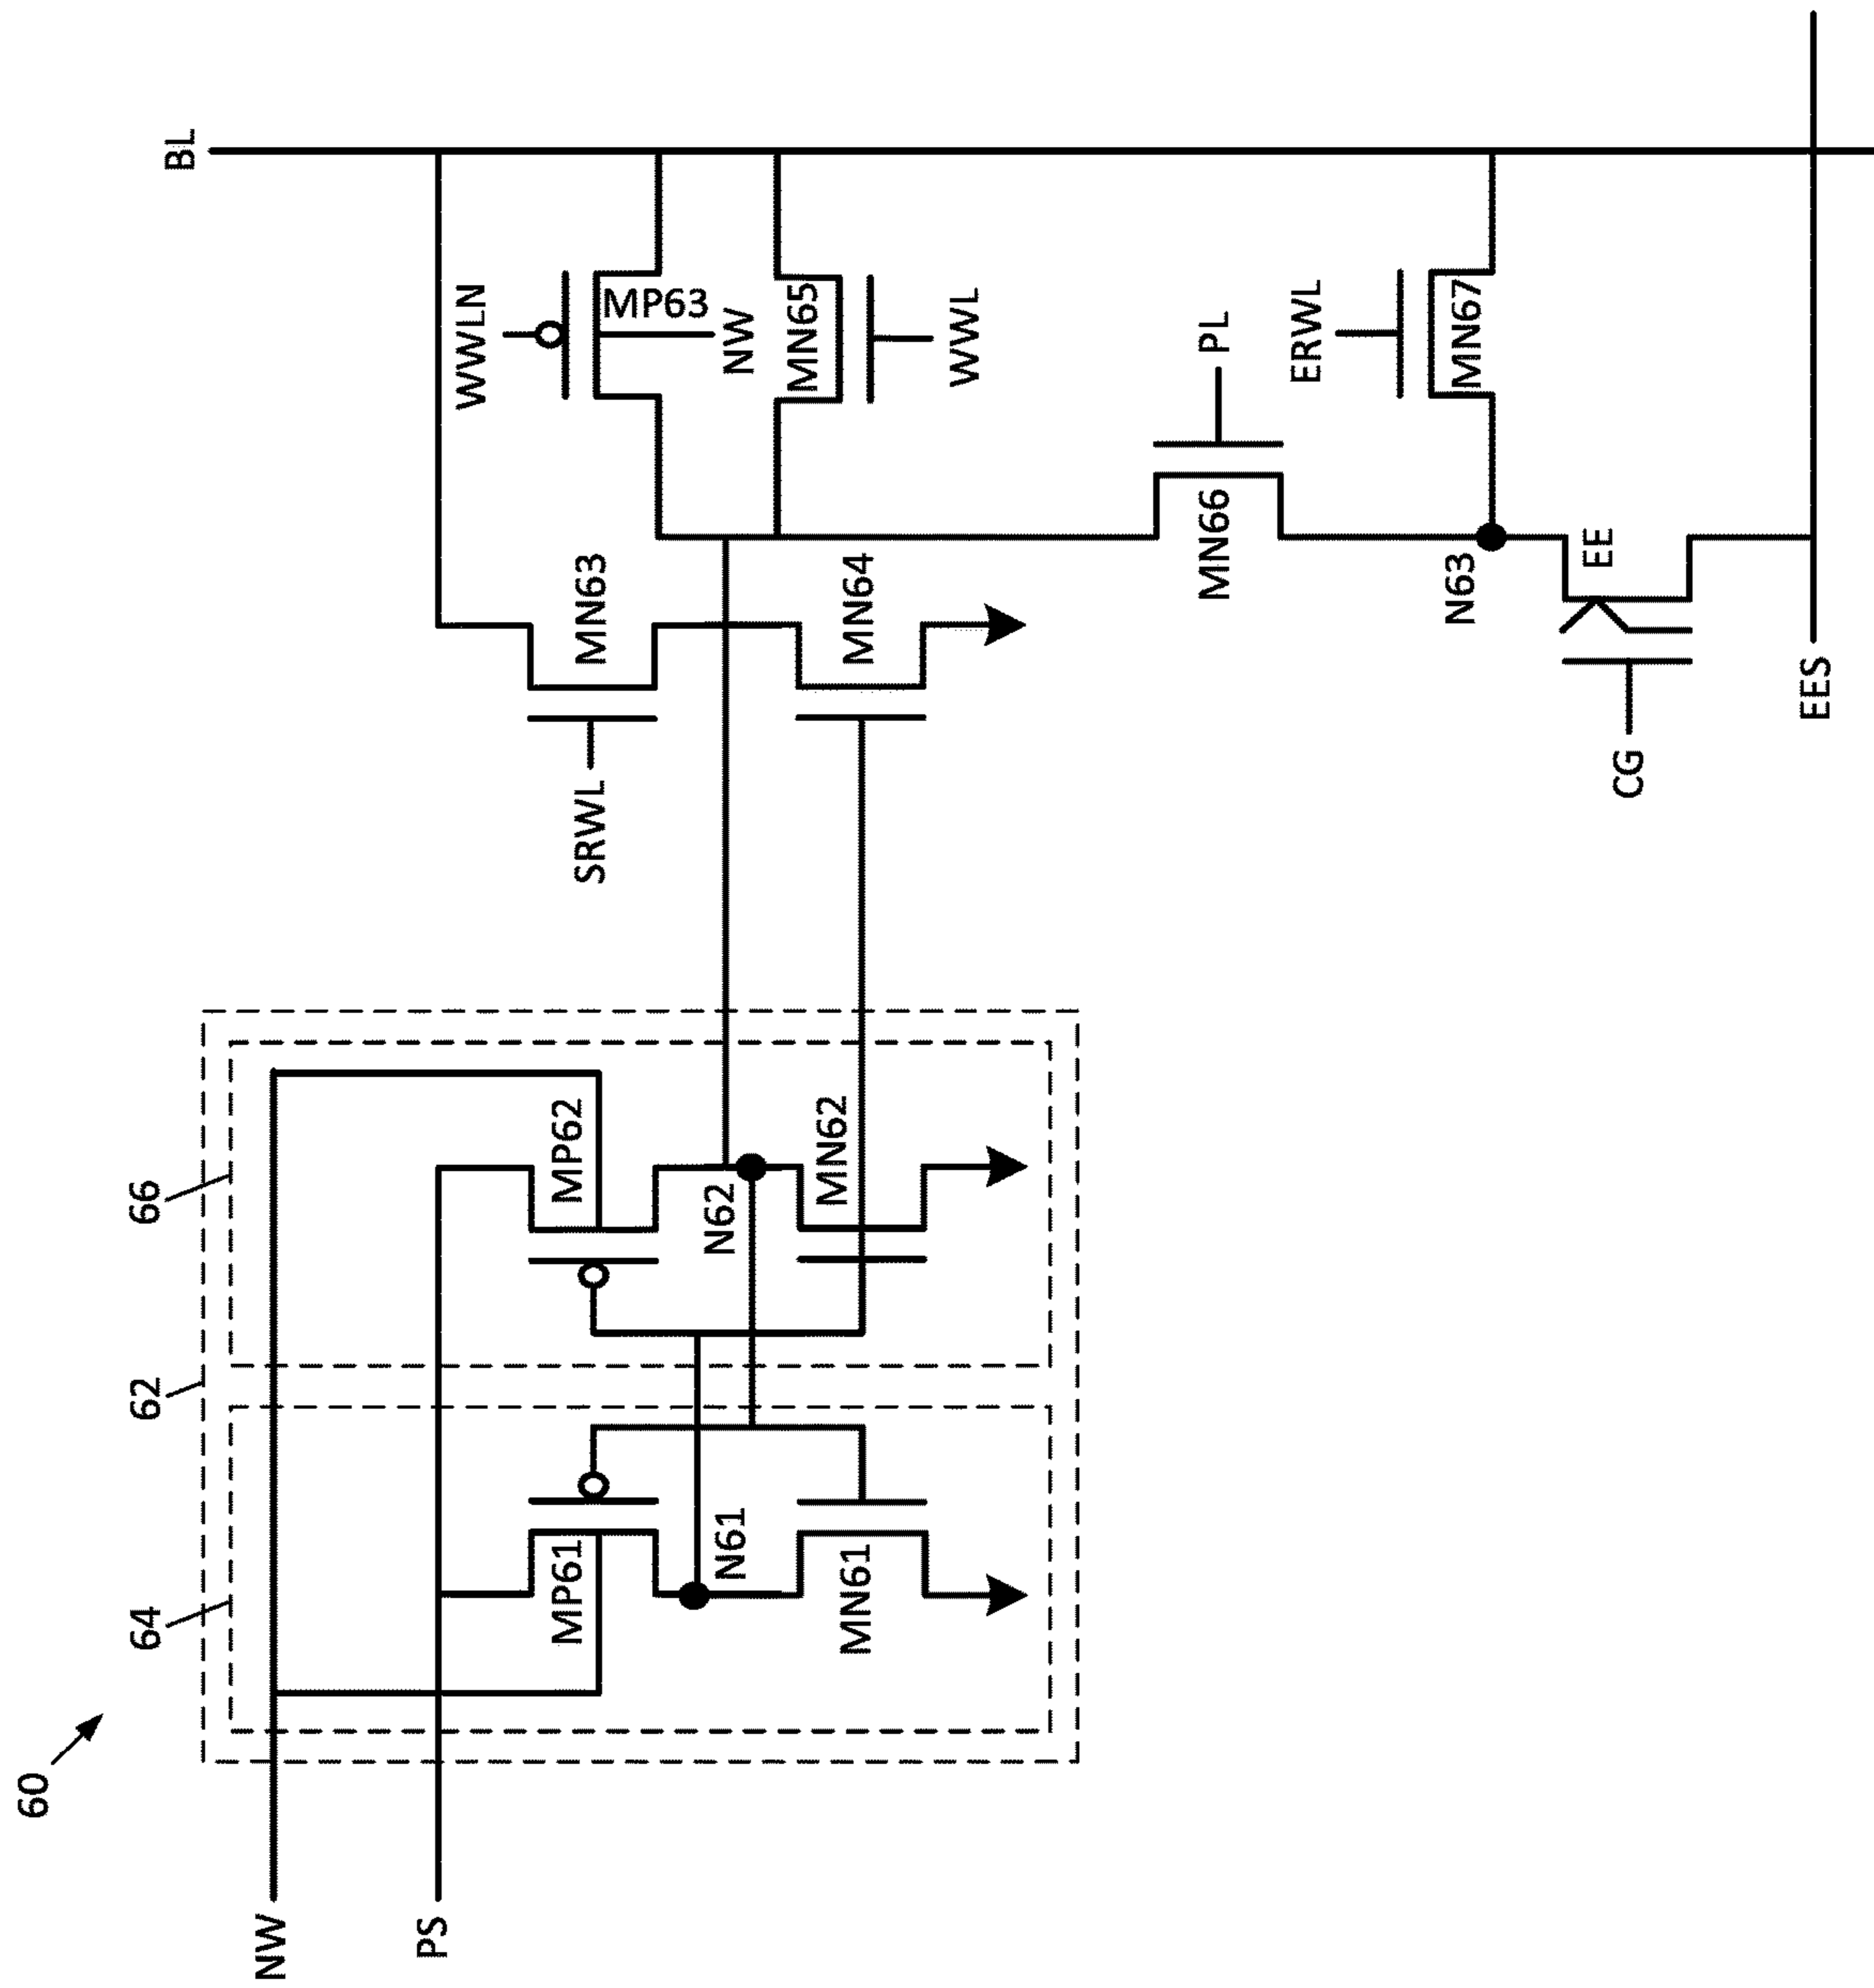 60
NW
PS
62
64
66
MP61
N61
MN61
MP62
N62
MN62
SRWL
MN63
MN64
BL
WWLN
MP63
NW
MN65
WWL
PL
MN66
ERWL
MN67
N63
EE
CG
EES